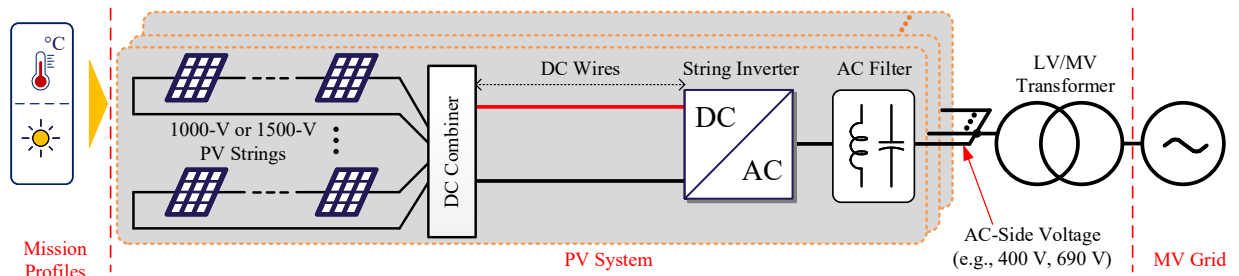 °C
Mission
Profiles
1000-V or 1500-V
PV Strings
DC Combiner
DC Wires
String Inverter
DC
AC
AC Filter
PV System
LV/MV
Transformer
AC-Side Voltage
(e.g., 400 V, 690 V)
MV Grid